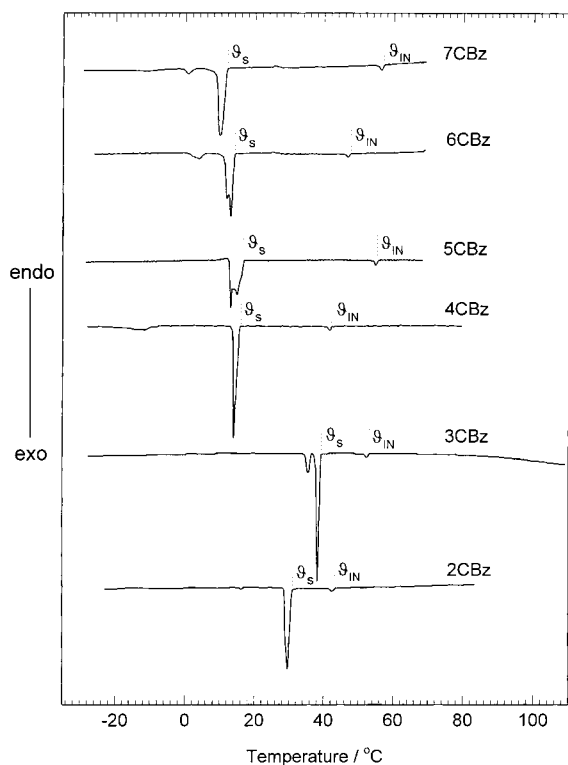 ϑS ϑIN 7CBz
ϑS ϑIN 6CBz
ϑS ϑIN 5CBz
endo
ϑS ϑIN 4CBz
exo
ϑS ϑIN 3CBz
ϑS ϑIN 2CBz
-20 0 20 40 60 80 100
Temperature / °C